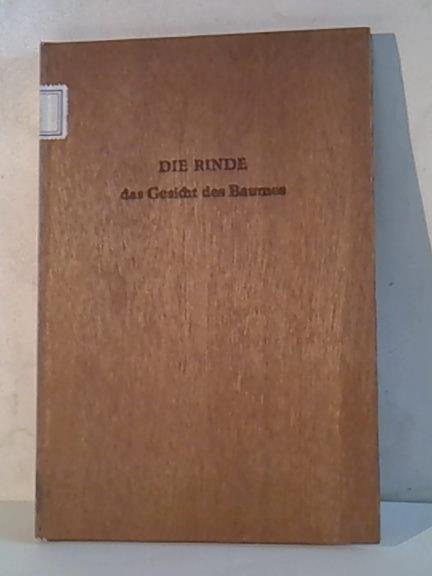 DIE RINDE
das Gesicht des Baumes